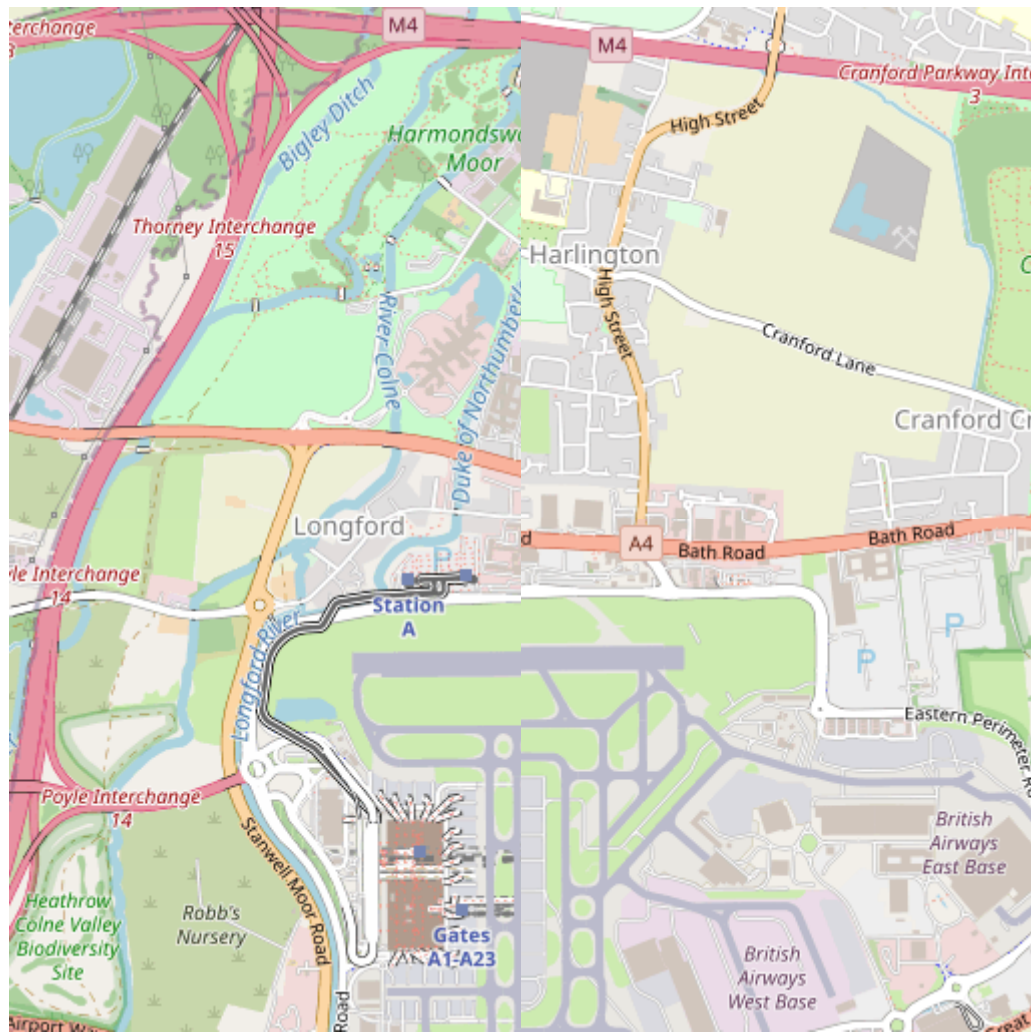 M4
Bigley Ditch
Harmondsw
Moor
Thorney Interchange
15
River Colne
Duke of Northumberl
Longford
Station
A
14
Longford River
Poyle Interchange
14
Stanwell Moor Road
Heathrow
Colne Valley
Biodiversity
Site
Robb's
Nursery
Gates
A1-A23
Road
P
M4
Cranford Parkway Int
3
High Street
Harlington
High Street
Cranford Lane
Cranford Cr
A4
Bath Road
Bath Road
P
P
Eastern Perimeter Ro
British
Airways
East Base
British
Airways
West Base